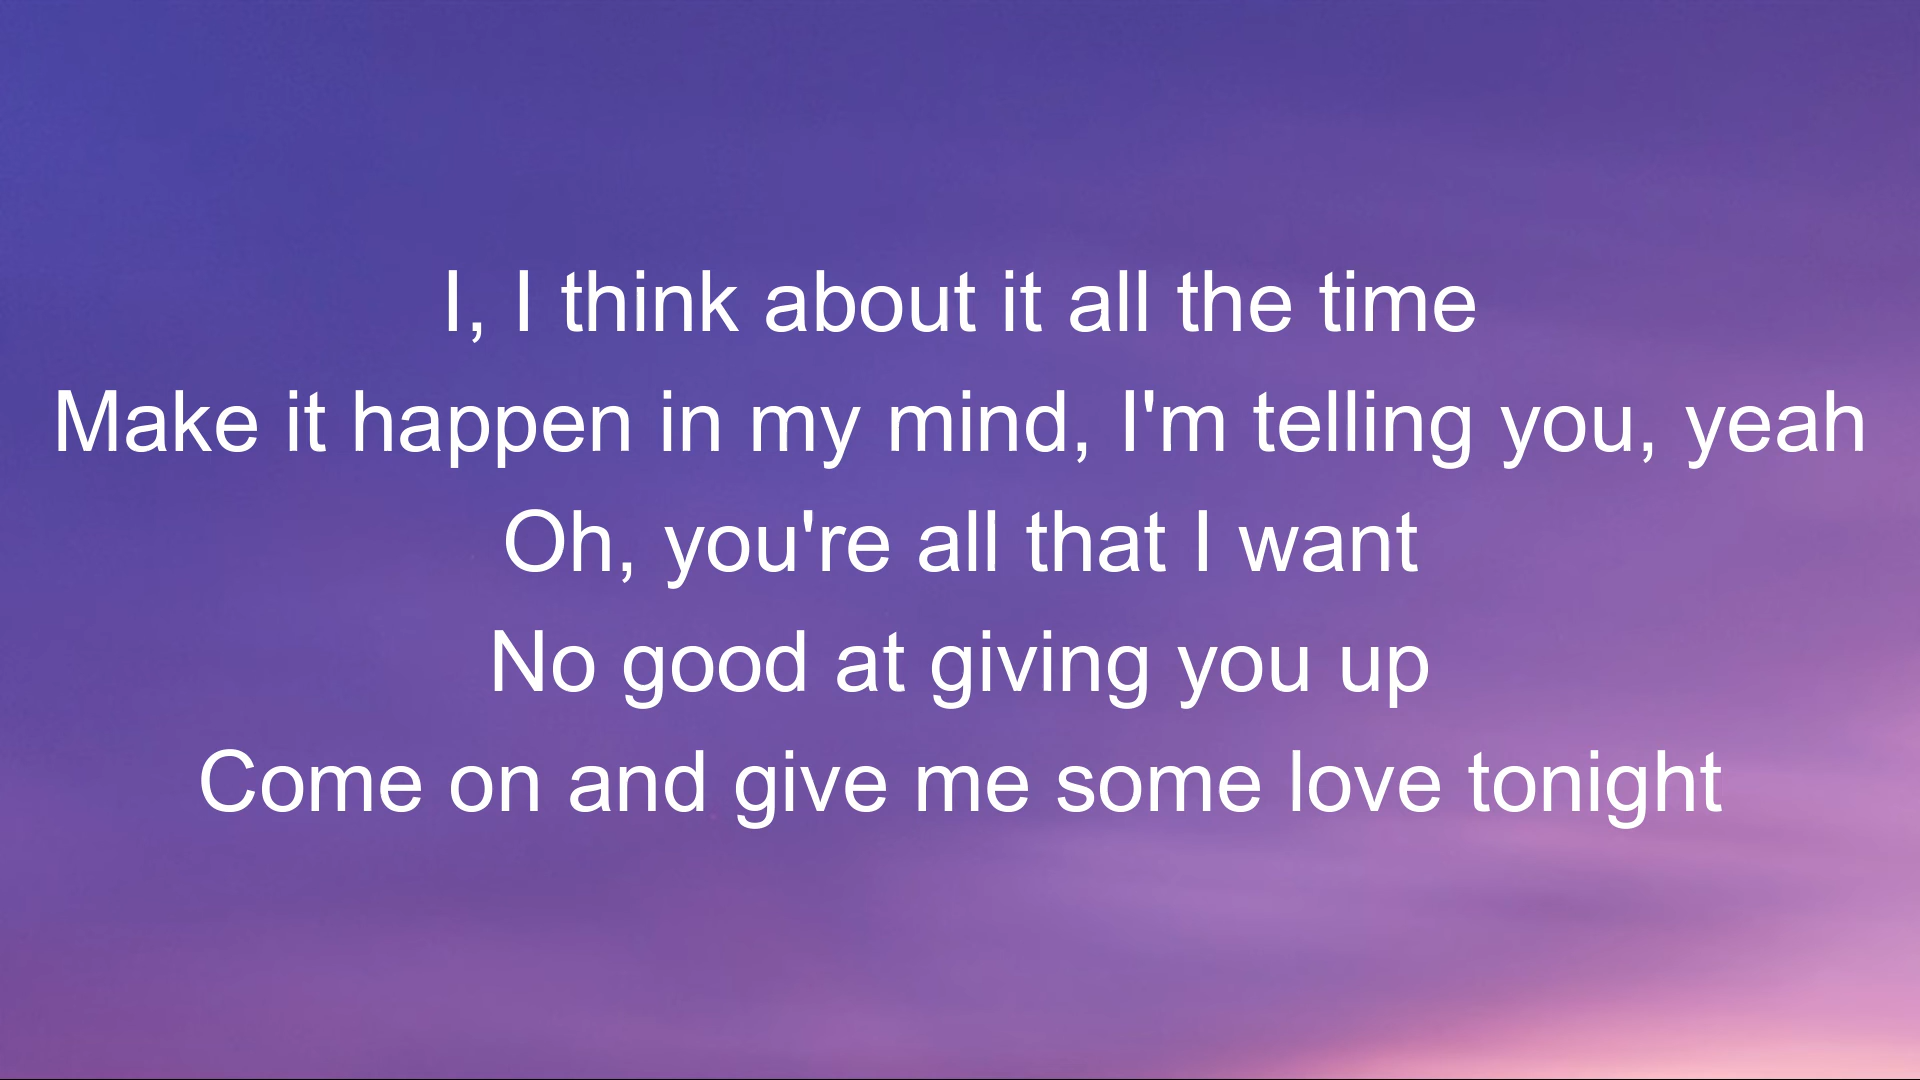 I, I think about it all the time
Make it happen in my mind, I'm telling you, yeah
Oh, you're all that I want
No good at giving you up
Come on and give me some love tonight